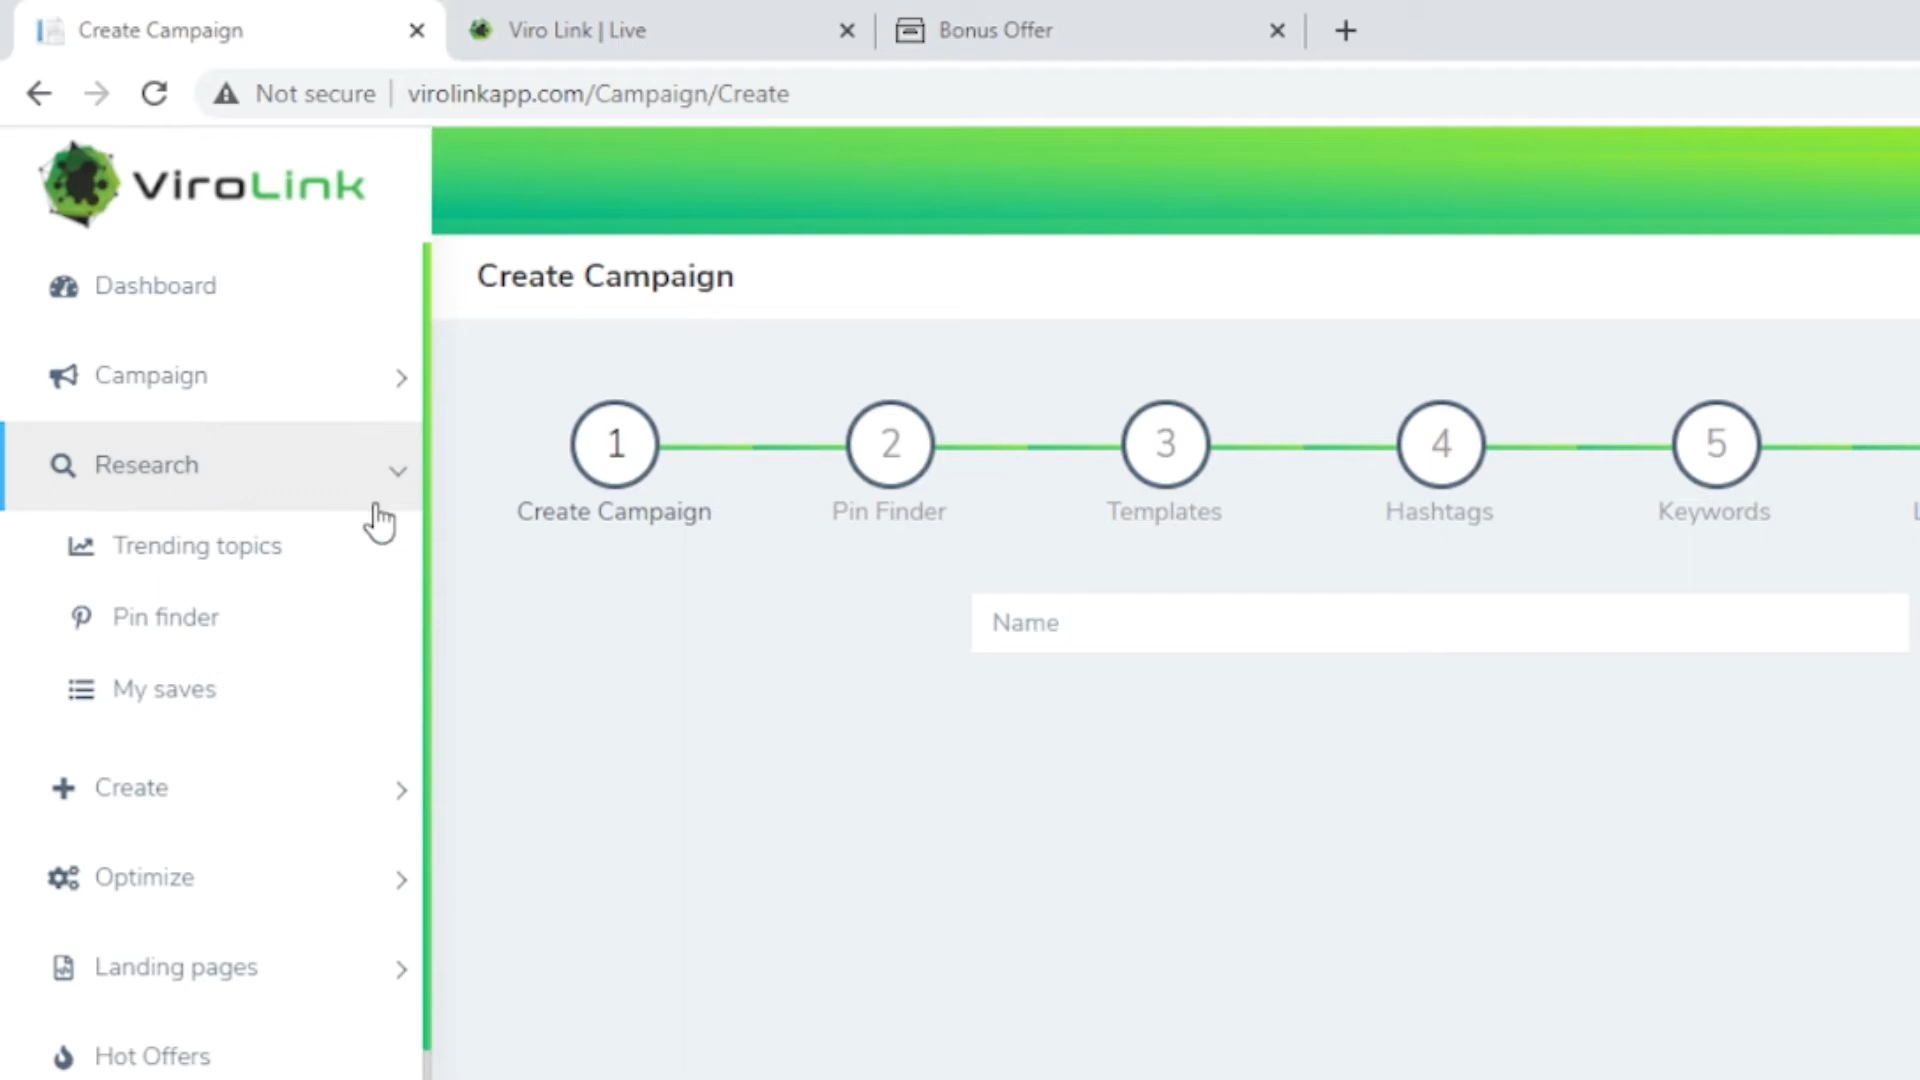 Create Campaign
Viro Link | Live
Bonus Offer
Not secure
virolinkapp.com/Campaign/Create
ViroLink
Dashboard
Create Campaign
Campaign
Research
1
2
3
4
5
Create Campaign
Pin Finder
Templates
Hashtags
Keywords
Trending topics
Pin finder
Name
My saves
Create
Optimize
Landing pages
Hot Offers